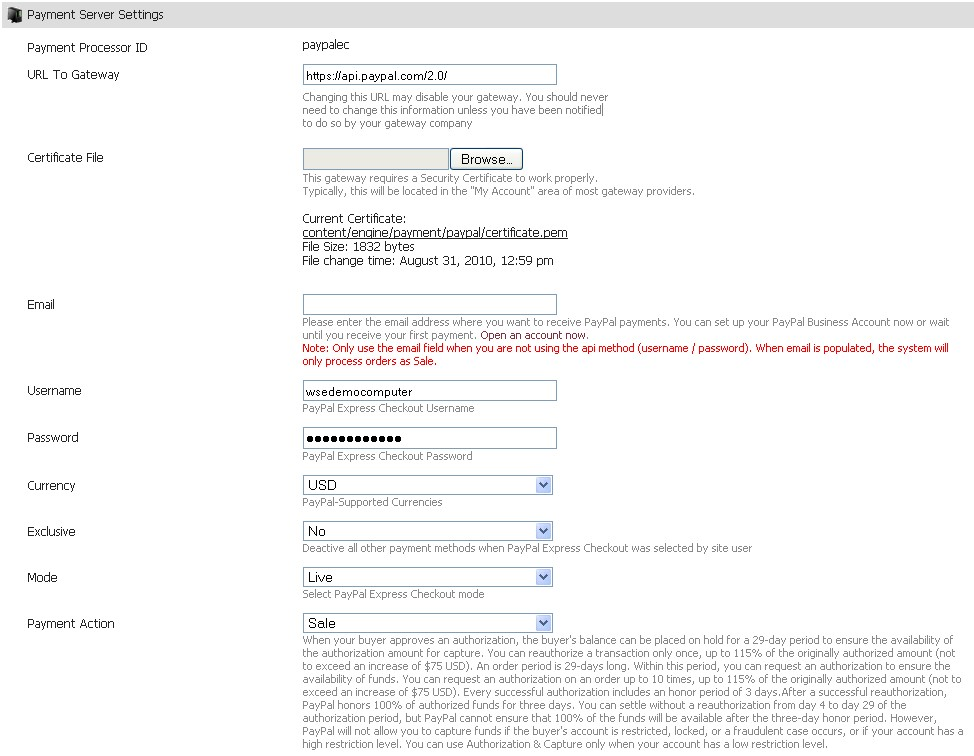 Payment Server Settings
Payment Processor ID
paypalec
URL To Gateway
https://api.paypal.com/2.0/
Changing this URL may disable your gateway. You should never
need to change this information unless you have been notified
to do so by your gateway company
Certificate File
Browse...
This gateway requires a Security Certificate to work properly.
Typically, this will be located in the "My Account" area of most gateway providers.
Current Certificate:
content/engine/payment/paypal/certificate.pem
File Size: 1832 bytes
File change time: August 31, 2010, 12:59 pm
Email
Please enter the email address where you want to receive PayPal payments. You can set up your PayPal Business Account now or wait
until you receive your first payment. Open an account now.
Note: Only use the email field when you are not using the api method (username / password). When email is populated, the system will
only process orders as Sale.
Username
wsedemocomputer
PayPal Express Checkout Username
Password
●●●●●●●●●●●●
PayPal Express Checkout Password
Currency
USD
PayPal-Supported Currencies
Exclusive
No
Deactive all other payment methods when PayPal Express Checkout was selected by site user
Mode
Live
Select PayPal Express Checkout mode
Payment Action
Sale
When your buyer approves an authorization, the buyer's balance can be placed on hold for a 29-day period to ensure the availability of
the authorization amount for capture. You can reauthorize a transaction only once, up to 115% of the originally authorized amount (not
to exceed an increase of $75 USD). An order period is 29-days long. Within this period, you can request an authorization to ensure the
availability of funds. You can request an authorization on an order up to 10 times, up to 115% of the originally authorized amount (not to
exceed an increase of $75 USD). Every successful authorization includes an honor period of 3 days.After a successful reauthorization,
PayPal honors 100% of authorized funds for three days. You can settle without a reauthorization from day 4 to day 29 of the
authorization period, but PayPal cannot ensure that 100% of the funds will be available after the three-day honor period. However,
PayPal will not allow you to capture funds if the buyer's account is restricted, locked, or a fraudulent case occurs, or if your account has a
high restriction level. You can use Authorization & Capture only when your account has a low restriction level.